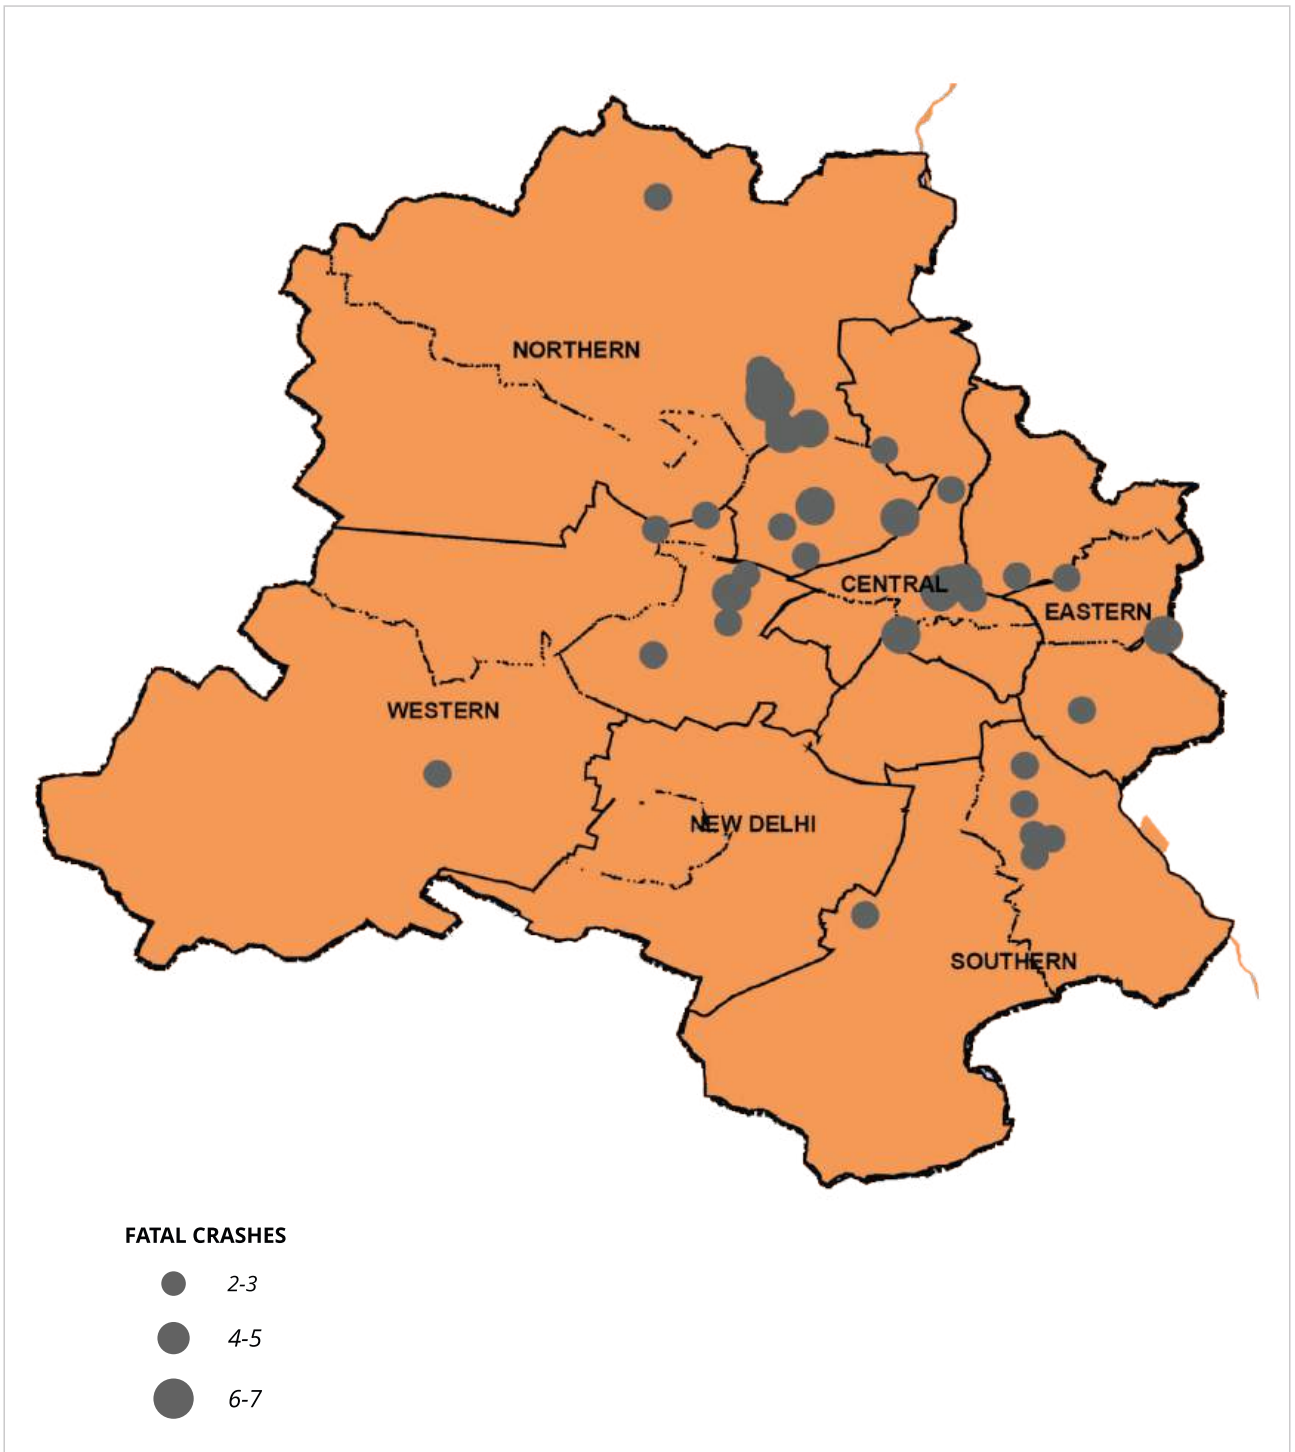 NORTHERN
CENTRAL
EASTERN
WESTERN
NEW DELHI
SOUTHERN
FATAL CRASHES
2-3
4-5
6-7